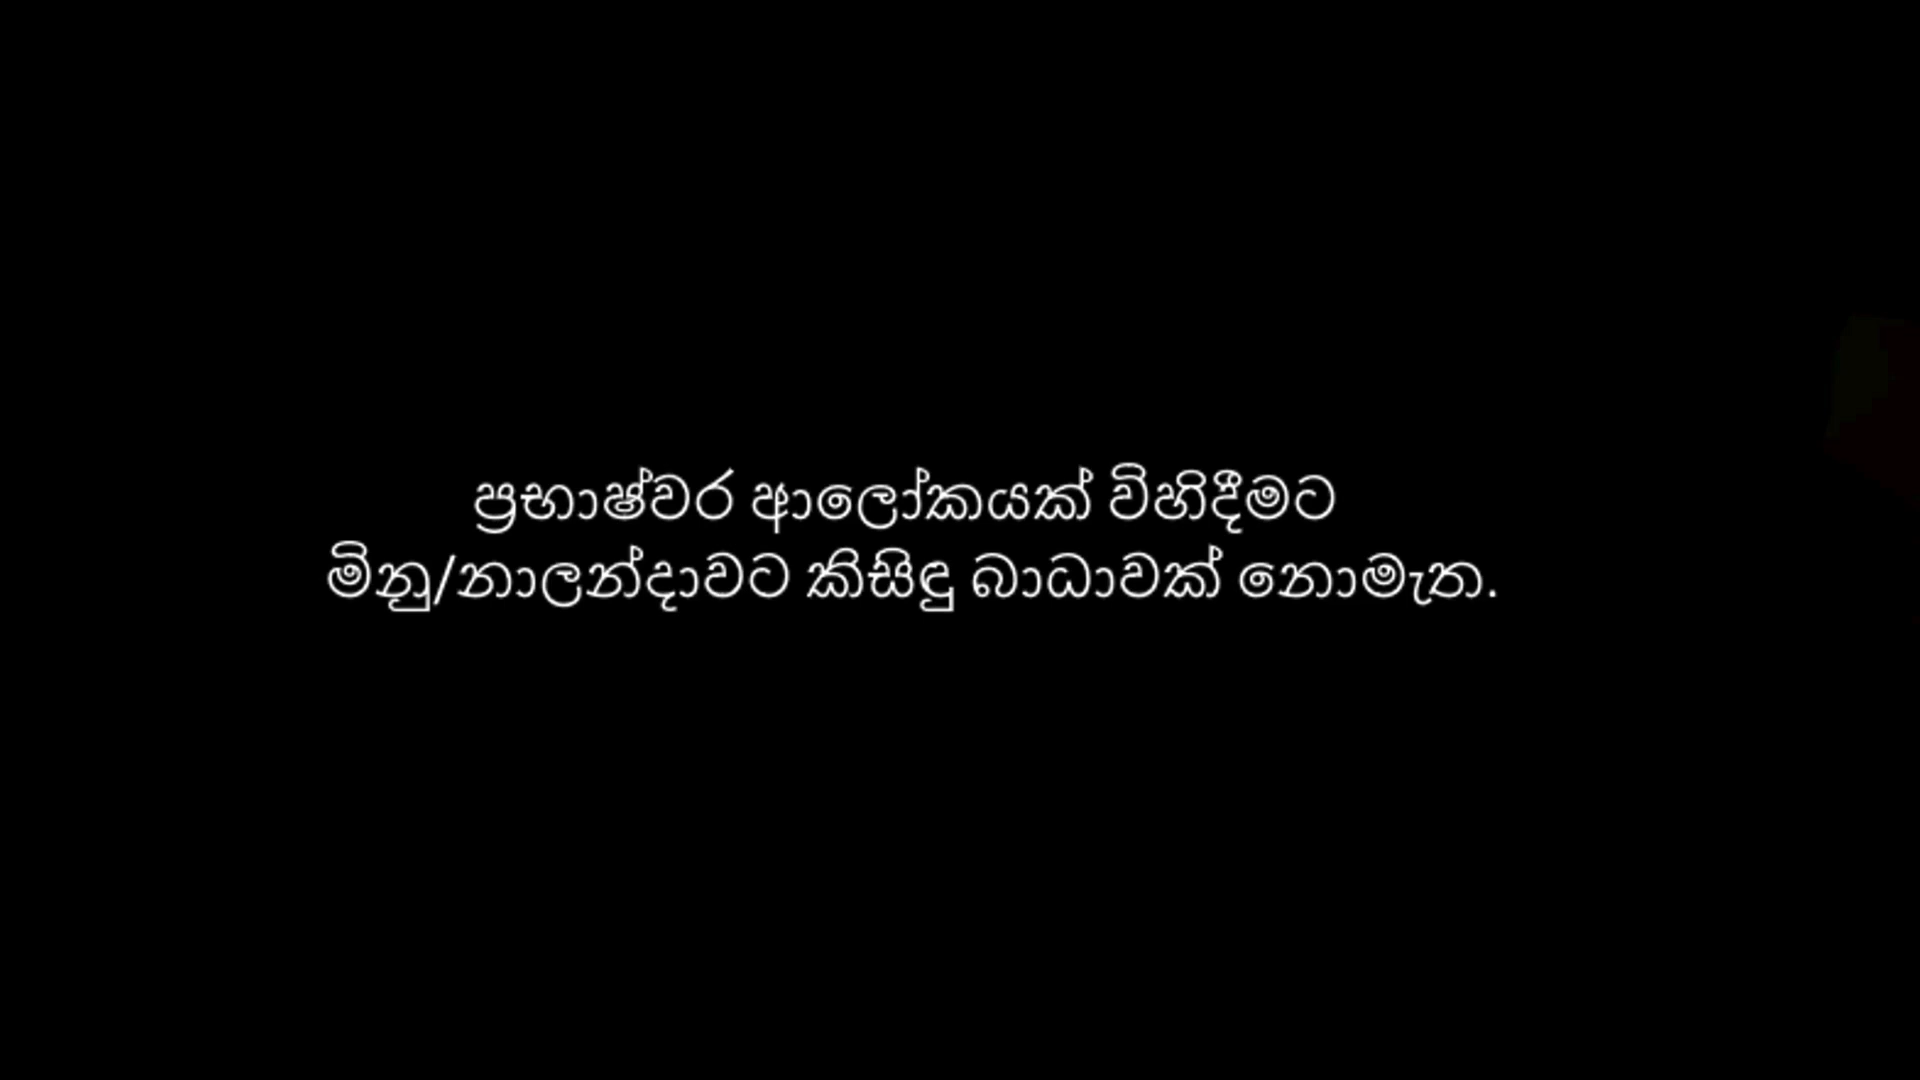 ප්‍රභාෂ්වර ආලෝකයක් විහිදීමට
මිනු/නාලන්දාවට කිසිඳු බාධාවක් නොමැත.